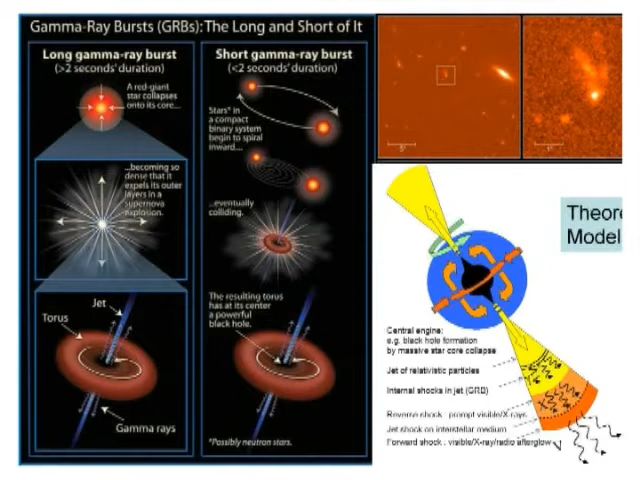 Gamma-Ray Bursts (GRBs): The Long and Short of It
Long gamma-ray burst
(>2 seconds' duration)
A red-giant
star collapses
onto its core....
...becoming so
dense that it
expels its outer
layers in a
supernova
explosion.
Jet
Torus
Gamma rays
Short gamma-ray burst
(<2 seconds' duration)
Stars* in
a compact
binary system
begin to spiral
inward....
...eventually
colliding.
The resulting torus
has at its center
a powerful
black hole.
*Possibly neutron stars.
Theore
Model
Central engine:
e.g. black hole formation
by massive star core collapse
Jet of relativistic particles
Internal shocks in jet (GRB)
Reverse shock : prompt visible/X-rays
Jet shock on interstellar medium
Forward shock : visible/X-ray/radio afterglow